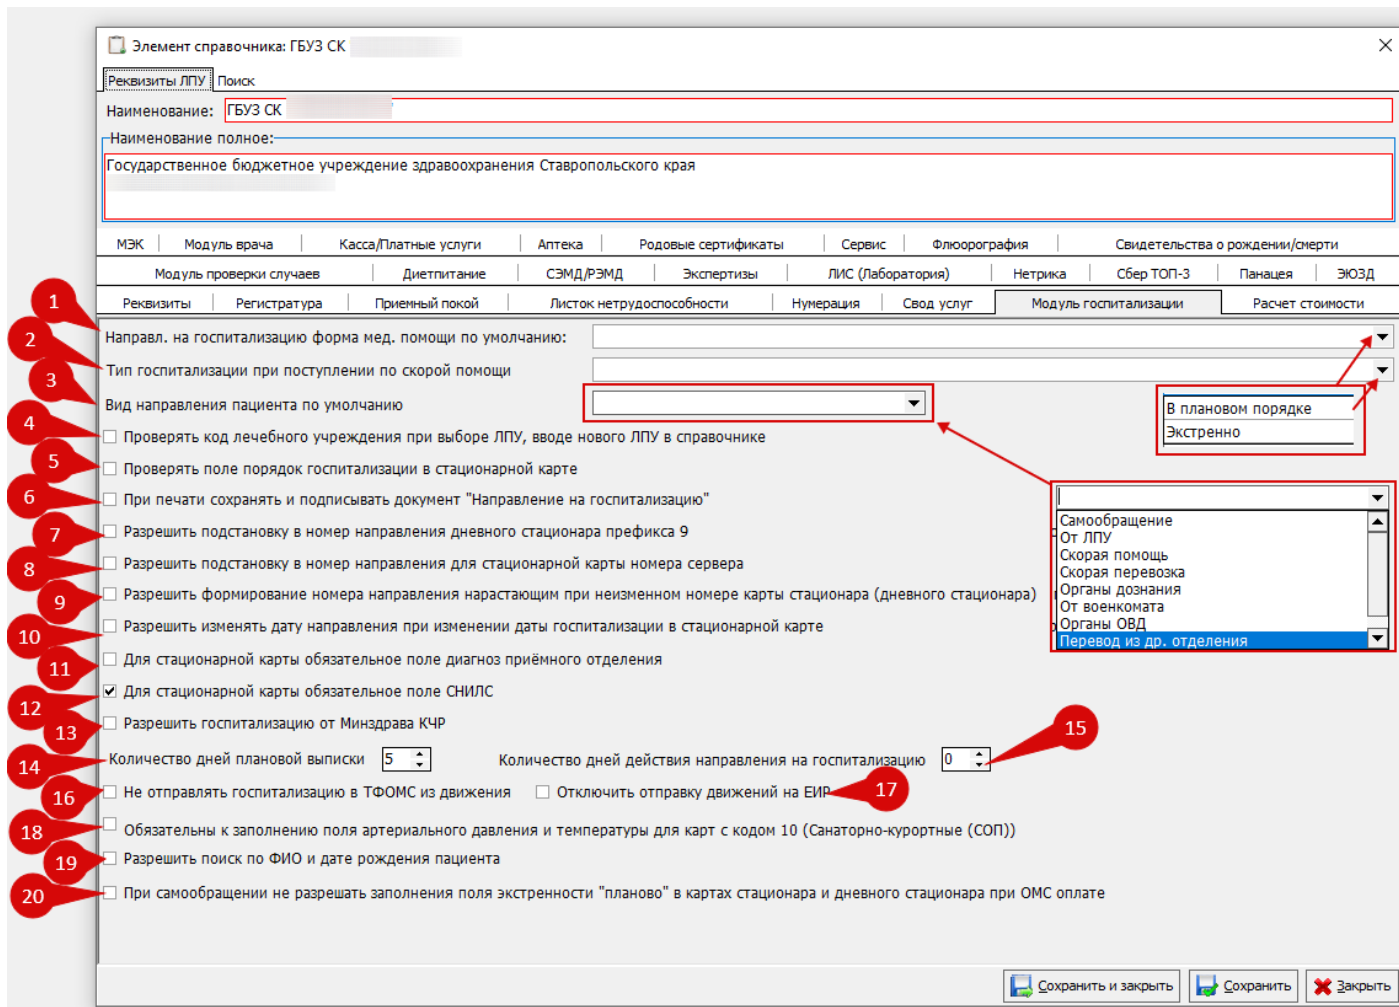 Элемент справочника: ГБУЗ СК
Реквизиты ЛПУ Поиск
Наименование: ГБУЗ СК
Наименование полное:
Государственное бюджетное учреждение здравоохранения Ставропольского края
МЭК Модуль врача Касса/Платные услуги Аптека Родовые сертификаты Сервис Флюорография Свидетельства о рождении/смерти
Модуль проверки случаев Диетпитание СЭМД/РЭМД Экспертизы ЛИС (Лаборатория) Нетрика Сбер ТОП-3 Панацея ЭЮЗД
Реквизиты Регистратура Приемный покой Листок нетрудоспособности Нумерация Свод услуг Модуль госпитализации Расчет стоимости
1 Направл. на госпитализацию форма мед. помощи по умолчанию:
2 Тип госпитализации при поступлении по скорой помощи
3 Вид направления пациента по умолчанию
В плановом порядке
Экстренно
4 Проверять код лечебного учреждения при выборе ЛПУ, вводе нового ЛПУ в справочнике
5 Проверять поле порядок госпитализации в стационарной карте
6 При печати сохранять и подписывать документ "Направление на госпитализацию"
7 Разрешить подстановку в номер направления дневного стационара префикса 9
8 Разрешить подстановку в номер направления для стационарной карты номера сервера
9 Разрешить формирование номера направления нарастающим при неизменном номере карты стационара (дневного стационара)
10 Разрешить изменять дату направления при изменении даты госпитализации в стационарной карте
Самообращение
От ЛПУ
Скорая помощь
Скорая перевозка
Органы дознания
От военкомата
Органы ОВД
Перевод из др. отделения
11 Для стационарной карты обязательное поле диагноз приёмного отделения
12 Для стационарной карты обязательное поле СНИЛС
13 Разрешить госпитализацию от Минздрава КЧР
14 Количество дней плановой выписки 5 Количество дней действия направления на госпитализацию 0 15
16 Не отправлять госпитализацию в ТФОМС из движения Отключить отправку движений на ЕИР 17
18 Обязательны к заполнению поля артериального давления и температуры для карт с кодом 10 (Санаторно-курортные (СОП))
19 Разрешить поиск по ФИО и дате рождения пациента
20 При самообращении не разрешать заполнения поля экстренности "планово" в картах стационара и дневного стационара при ОМС оплате
Сохранить и закрыть Сохранить Закрыть